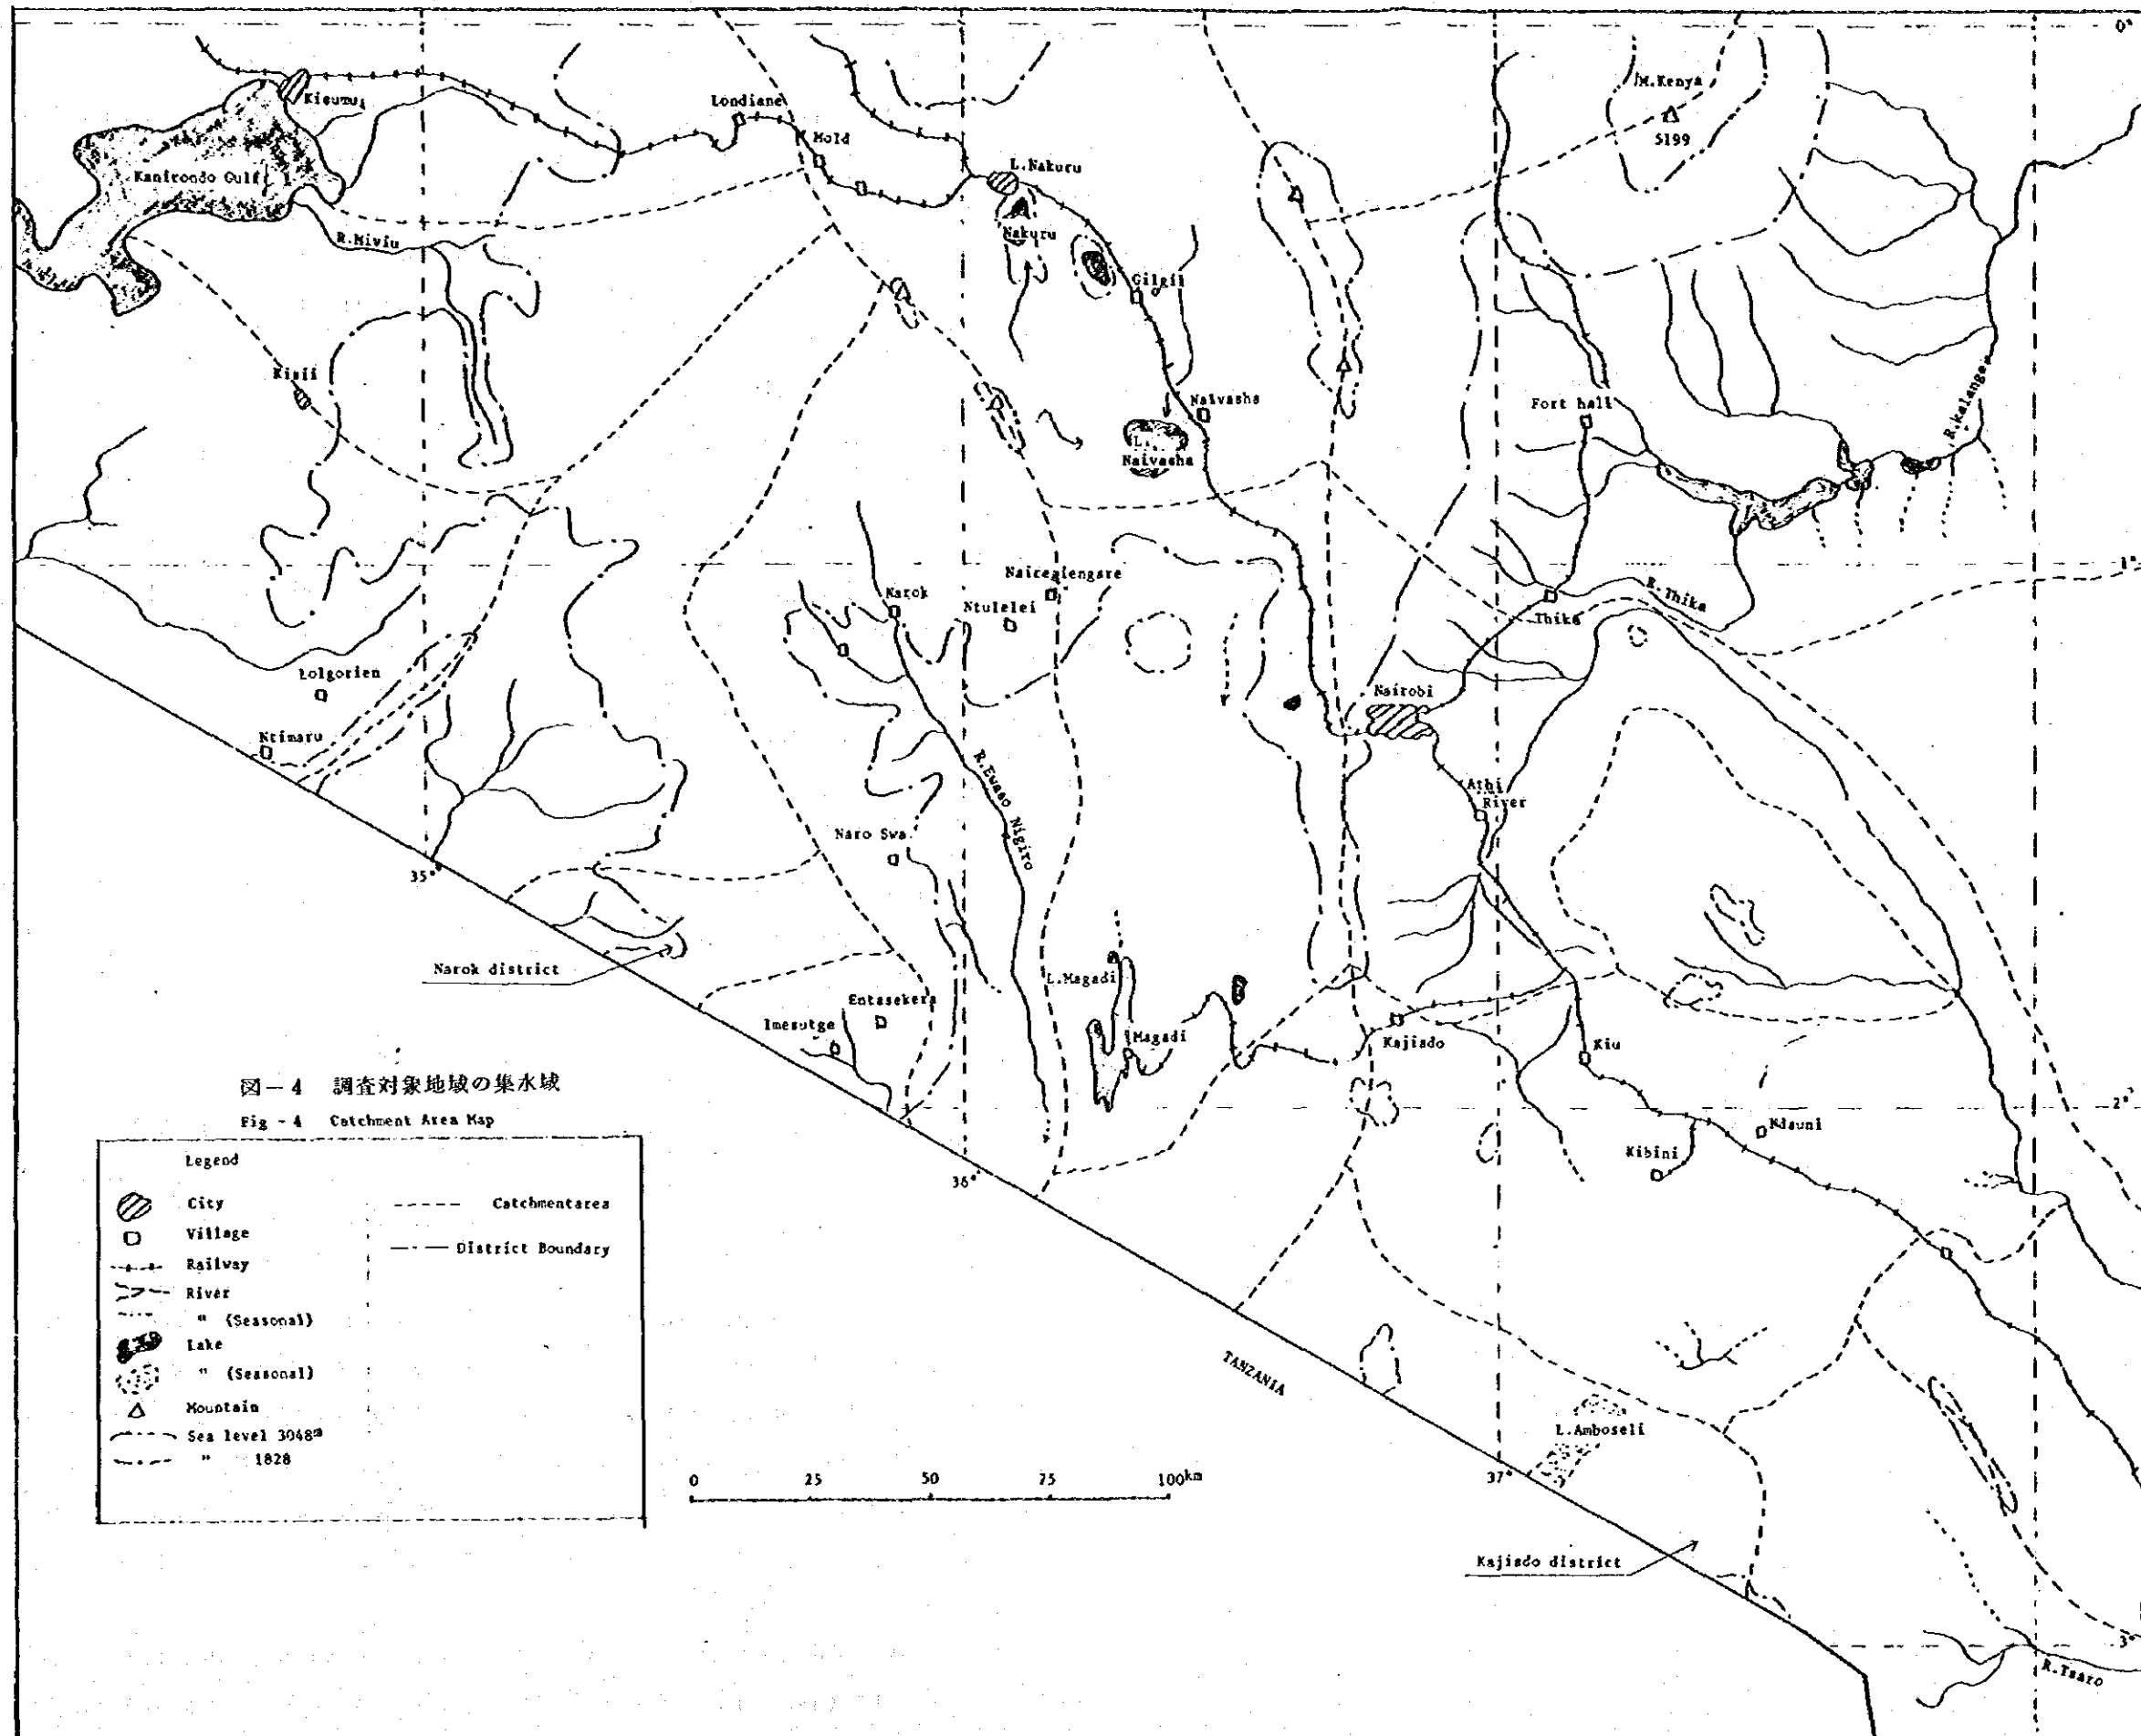 0°
M.Kenya
5199
Kisumu
Londiane
Mold
L.Nakuru
Kanirondo Gulf
Nakuru
R.Miviu
Gilgil
Kisii
Naivasha
Fort hall
R.kalange
L.
Naivasha
1°
Naiceglengare
Narok
Ntulelei
R.Thika
Thika
Lolgorien
Nairobi
Ntimaru
R.Ewaso Nigiro
Athi
River
Naro Swa
35°
Narok district
L.Magadi
Entasekera
Imesutge
Magadi
Kajiado
Kiu
2°
Ndauni
Kibini
36°
図-4 調査対象地域の集水域
Fig - 4 Catchment Area Map
Legend
City
Village
Railway
River
" (Seasonal)
Lake
" (Seasonal)
Mountain
Sea level 3048m
" 1828
Catchmentarea
District Boundary
0 25 50 75 100km
TANZANIA
L.Amboseli
37°
Kajisdo district
3°
R.Tsaro